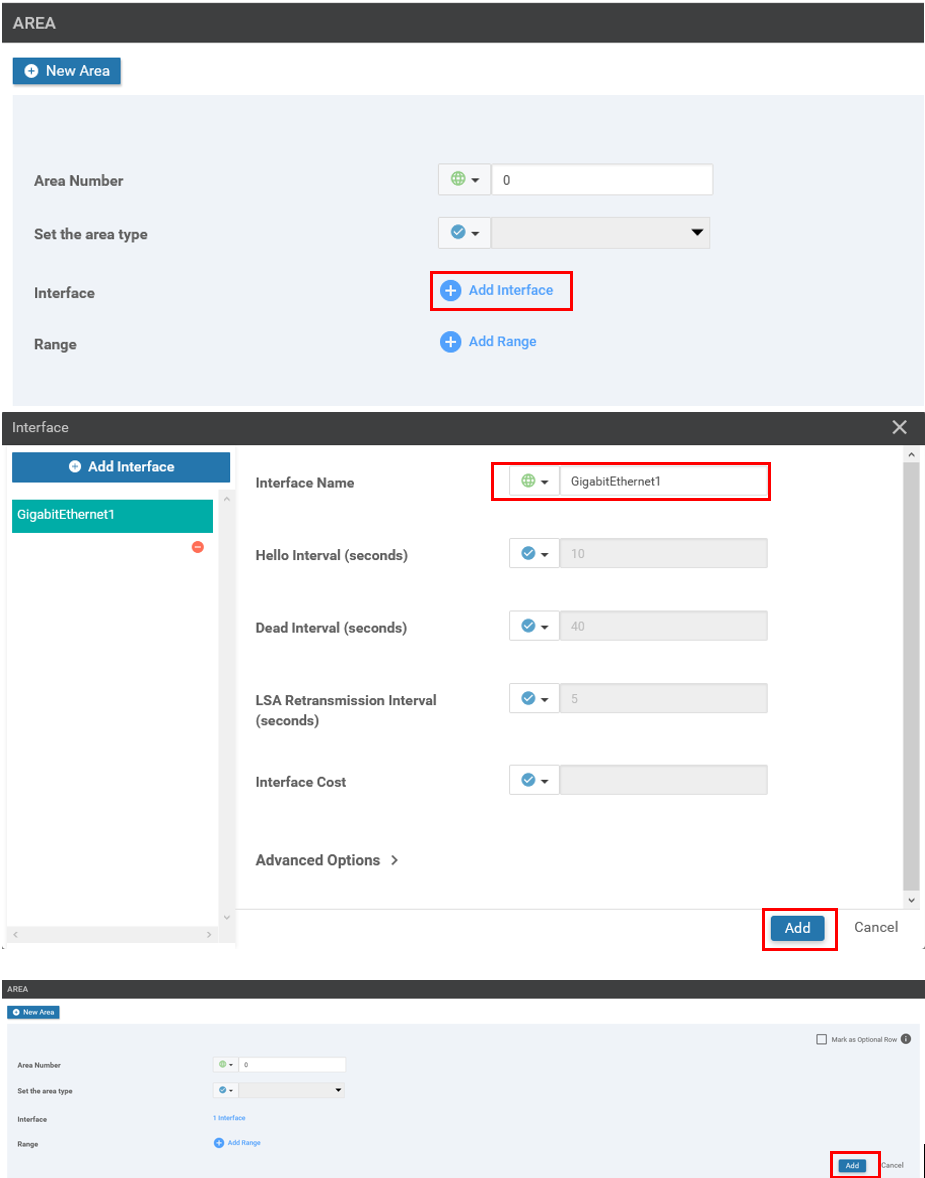 AREA
New Area
Area Number 0
Set the area type
Interface Add Interface
Range Add Range
Interface
Add Interface
GigabitEthernet1
Interface Name GigabitEthernet1
Hello Interval (seconds) 10
Dead Interval (seconds) 40
LSA Retransmission Interval
(seconds) 5
Interface Cost
Advanced Options
Add Cancel
AREA
New Area
Mark as Optional Row
Area Number 0
Set the area type
Interface 1 Interface
Range Add Range
Add Cancel